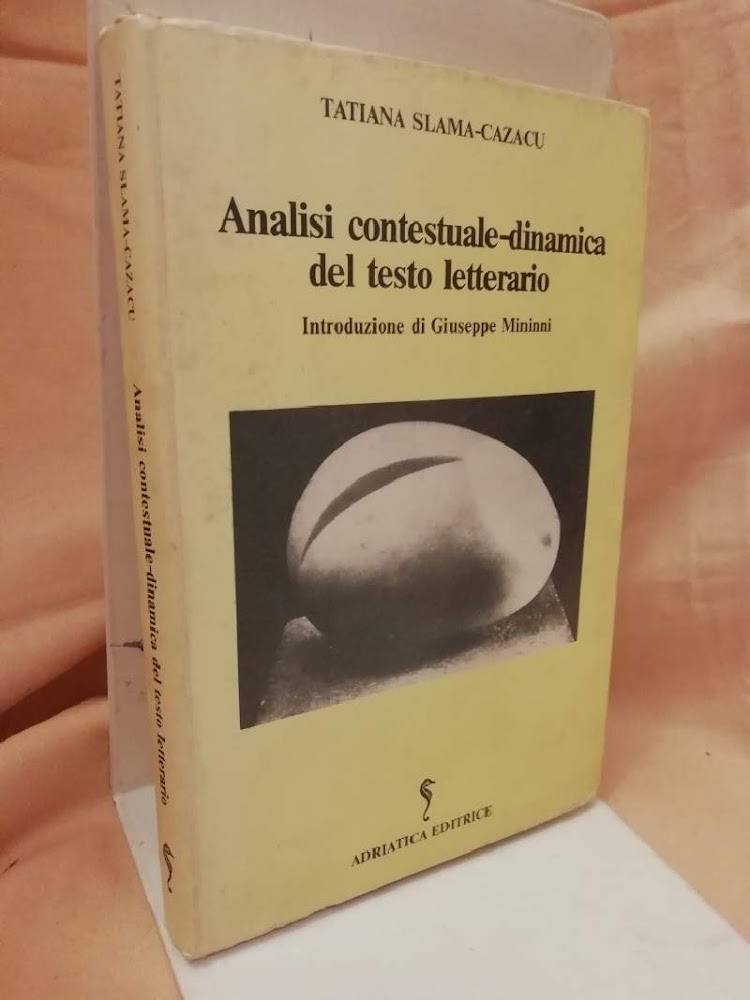 TATIANA SLAMA-CAZACU
Analisi contestuale-dinamica
del testo letterario
Introduzione di Giuseppe Mininni
ADRIATICA EDITRICE
TATIANA SLAMA-CAZACU Analisi contestuale-dinamica del testo letterario